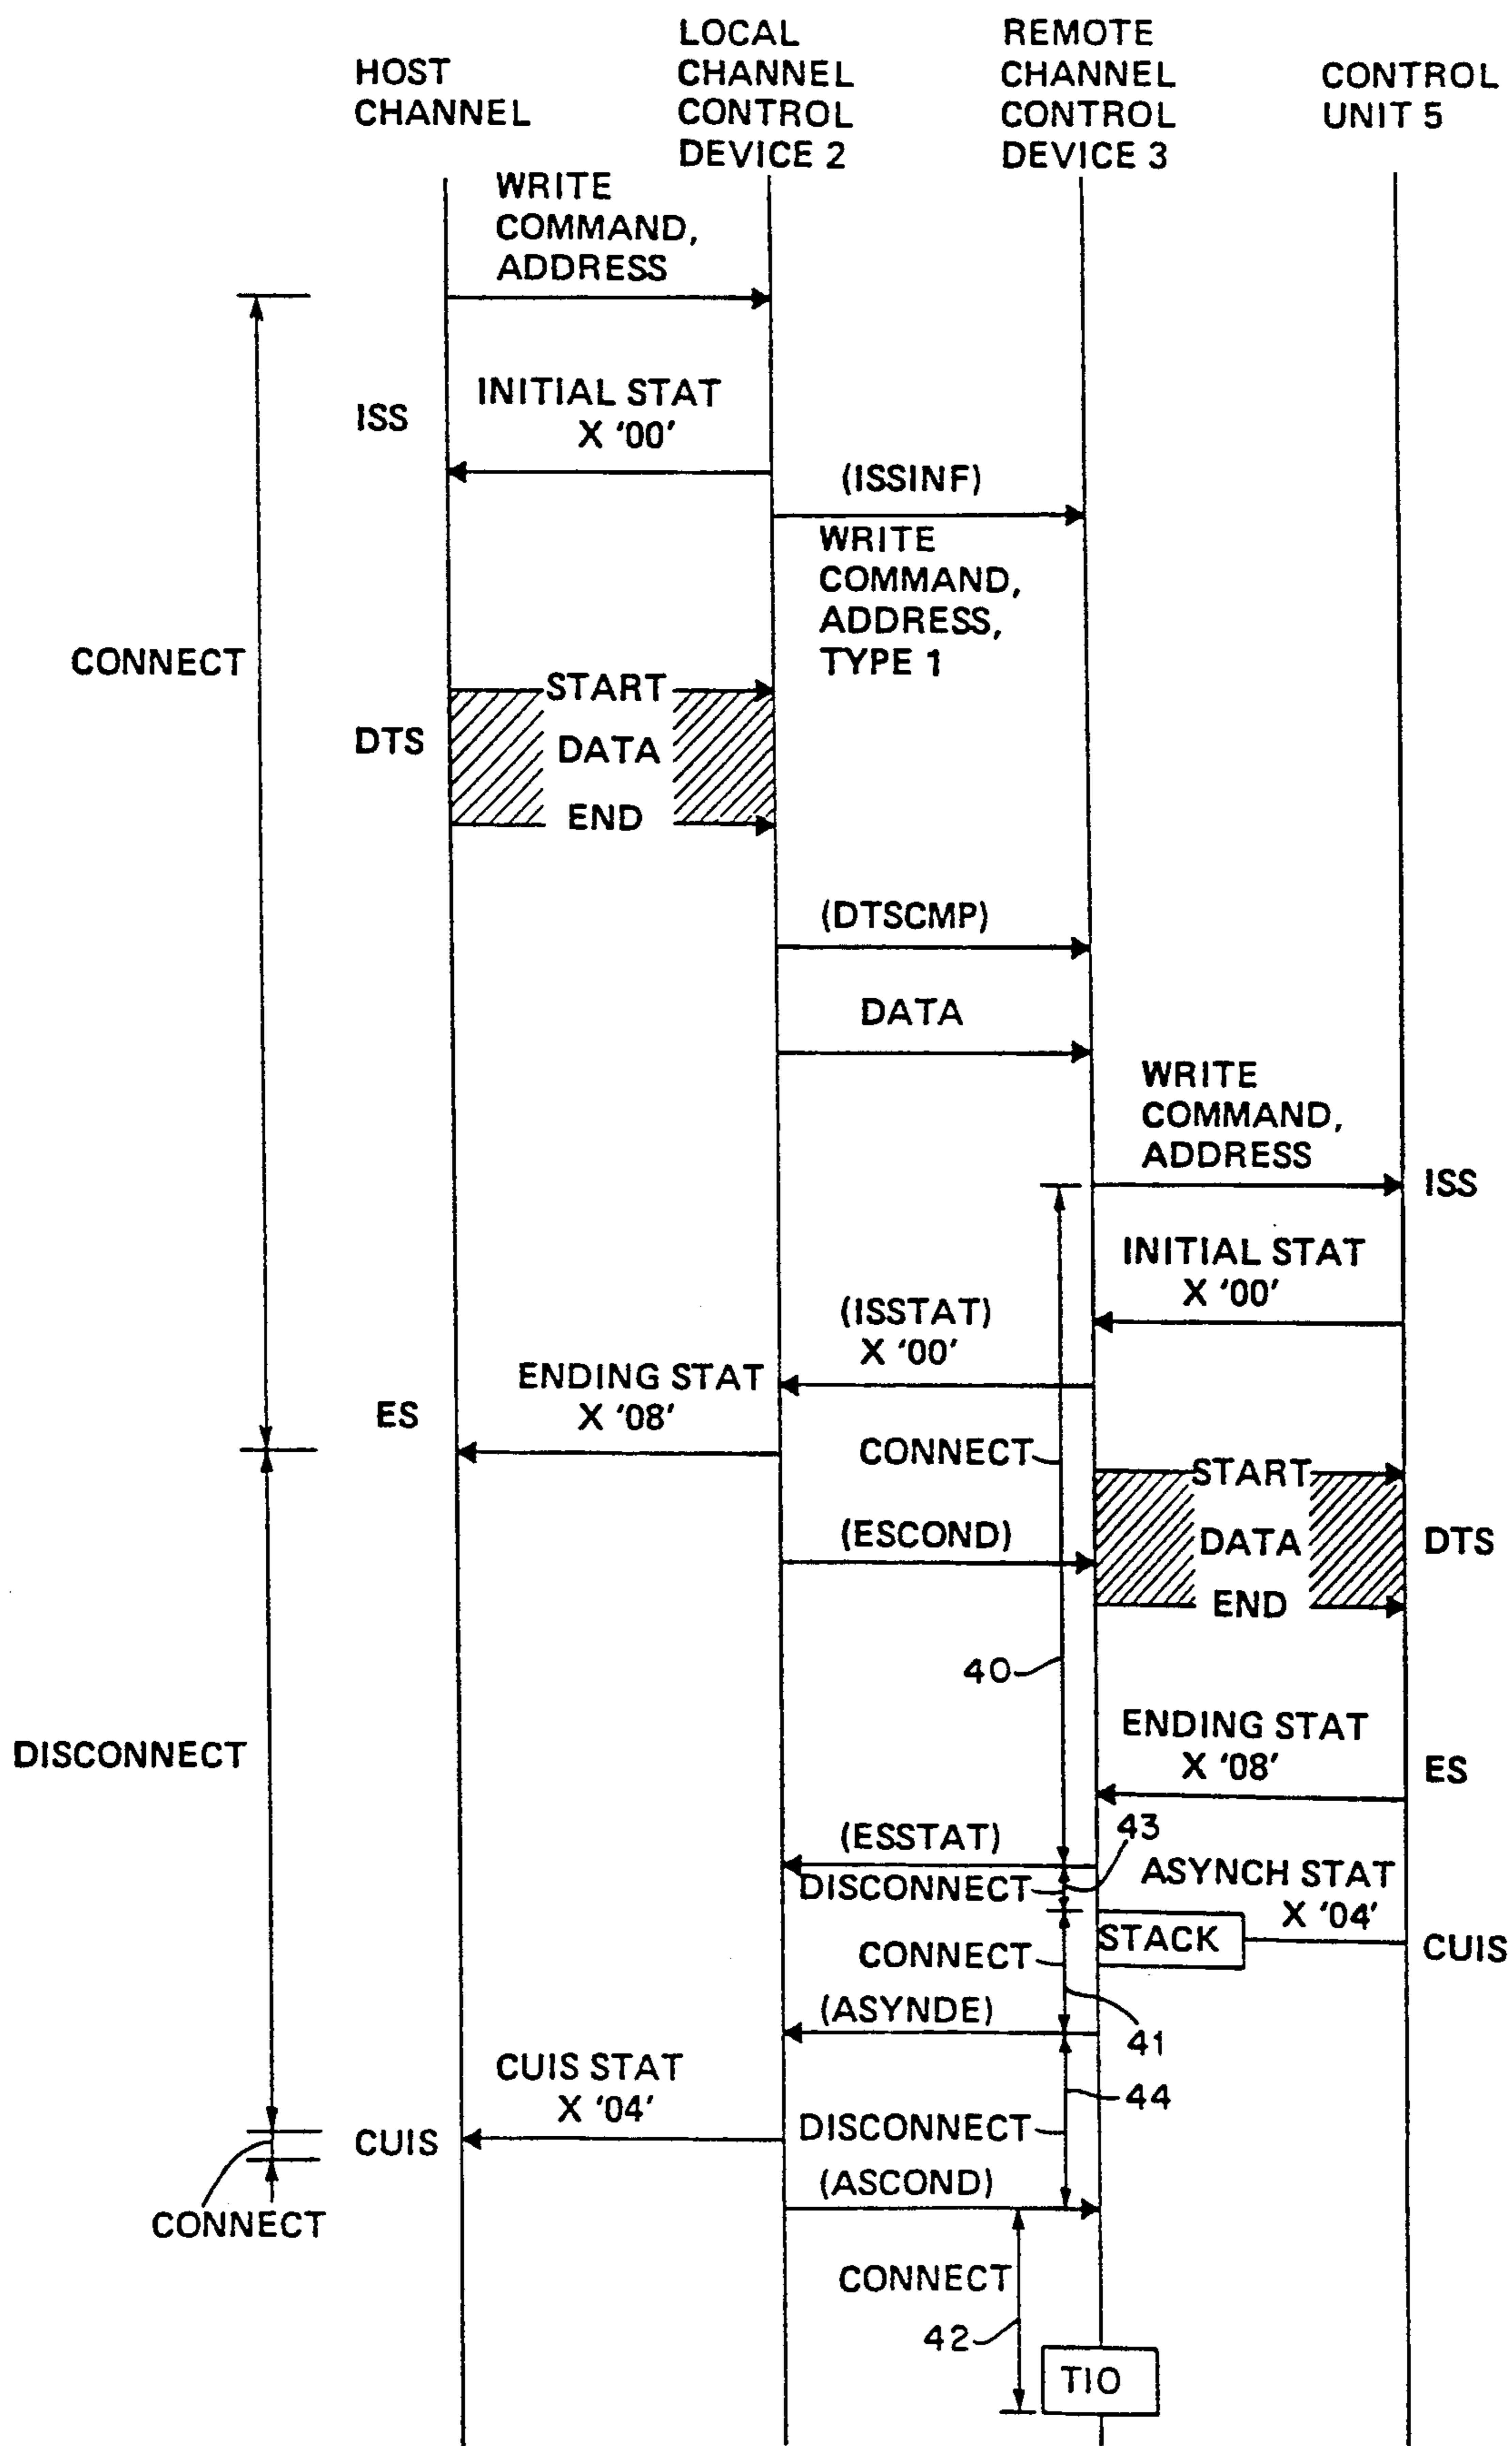 HOST
CHANNEL
LOCAL
CHANNEL
CONTROL
DEVICE 2
REMOTE
CHANNEL
CONTROL
DEVICE 3
CONTROL
UNIT 5
WRITE
COMMAND,
ADDRESS
INITIAL STAT
X '00'
ISS
(ISSINF)
WRITE
COMMAND,
ADDRESS,
TYPE 1
CONNECT
START
DTS
DATA
END
(DTSCMP)
DATA
WRITE
COMMAND,
ADDRESS
ISS
INITIAL STAT
X '00'
(ISSTAT)
X '00'
ENDING STAT
X '08'
ES
CONNECT
START
(ESCOND)
DATA
DTS
END
40
ENDING STAT
X '08'
ES
DISCONNECT
(ESSTAT)
43
DISCONNECT
ASYNCH STAT
X '04'
STACK
CUIS
CONNECT
(ASYNDE)
41
CUIS STAT
X '04'
44
DISCONNECT
CUIS
(ASCOND)
CONNECT
CONNECT
42
TIO